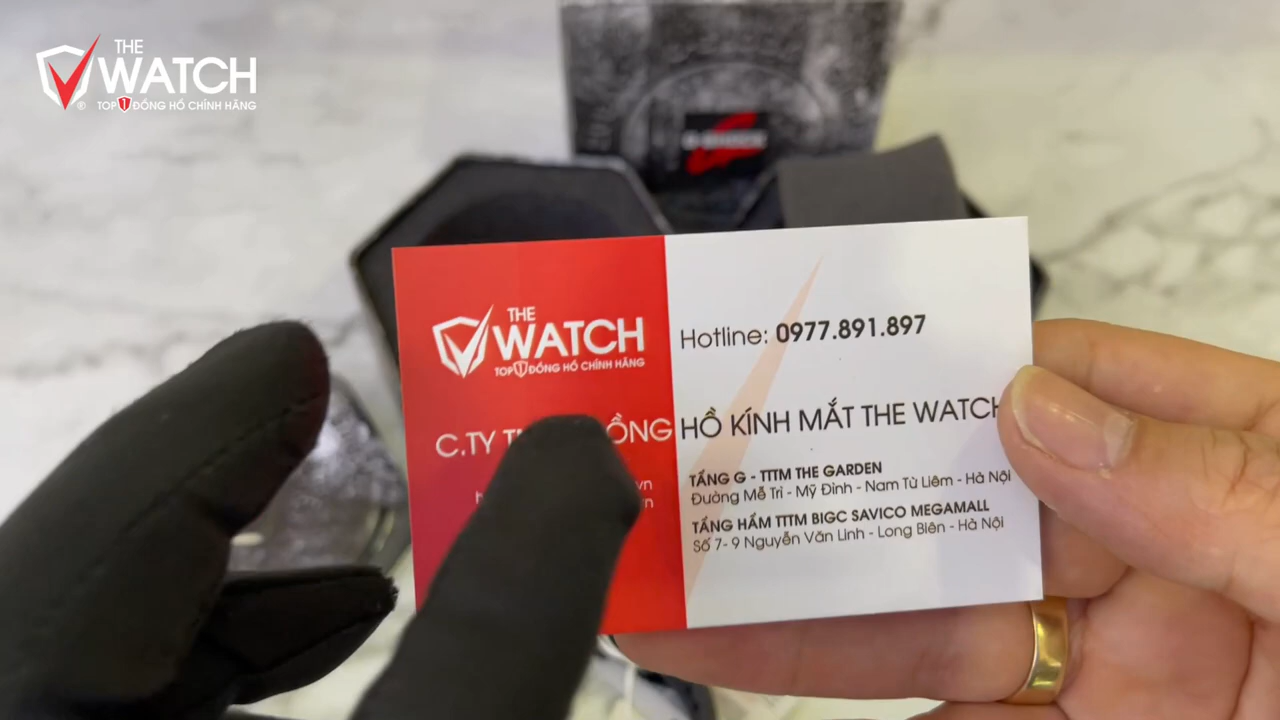 THE
WATCH
®
TOP 1 ĐỒNG HỒ CHÍNH HÃNG
G-SHOCK
THE
WATCH
TOP 1 ĐỒNG HỒ CHÍNH HÃNG
Hotline: 0977.891.897
C.TY ỒNG HỒ KÍNH MẮT THE WATCH
TẦNG G - TTTM THE GARDEN
Đường Mễ Trì - Mỹ Đình - Nam Từ Liêm - Hà Nội
TẦNG HẦM TTTM BIGC SAVICO MEGAMALL
Số 7- 9 Nguyễn Văn Linh - Long Biên - Hà Nội